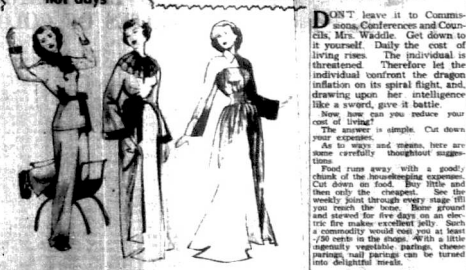 hot days
DON'T leave it to Commis-
sions, Conferences and Coun-
cils, Mrs. Waddle. Get down to
it yourself. Daily the cost of
living rises. The individual is
threatened. Therefore let the
individual confront the dragon
inflation on its spiral flight, and,
drawing upon her intelligence
like a sword, give it battle.
Now, how can you reduce your
cost of living?
The answer is simple. Cut down
your expenses.
As to ways and means, here are
some carefully thoughtout sugges-
tions.
Food runs away with a goodly
chunk of the housekeeping expenses.
Cut down on food. Buy little and
then only the cheapest. See the
weekly joint through every stage till
you reach the bone. Bone ground
and stewed for five days on an elec-
tric fire makes excellent jelly. Such
a commodity would cost you at least
-/50 cents in the shops. With a little
ingenuity vegetable parings, cheese
parings, nail parings can be turned
into delightful meals.